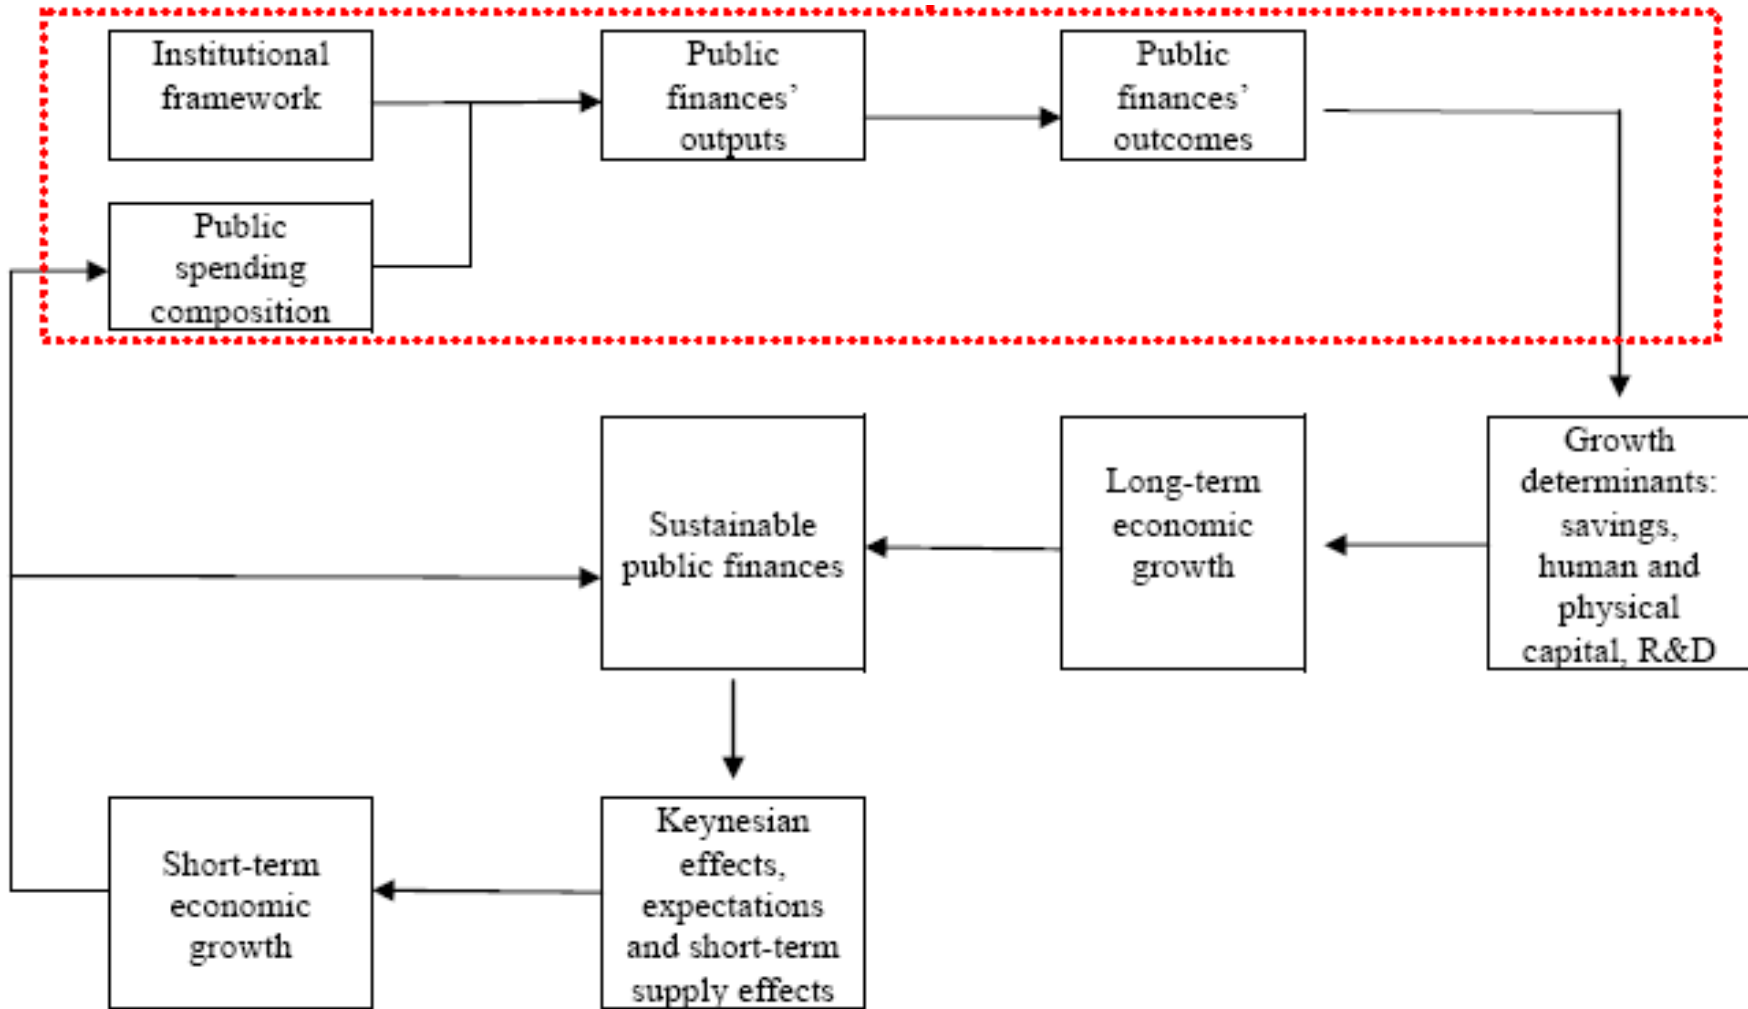 Institutional
framework
Public
finances’
outputs
Public
finances’
outcomes
Public
spending
composition
Sustainable
public finances
Long-term
economic
growth
Growth
determinants:
savings,
human and
physical
capital, R&D
Short-term
economic
growth
Keynesian
effects,
expectations
and short-term
supply effects